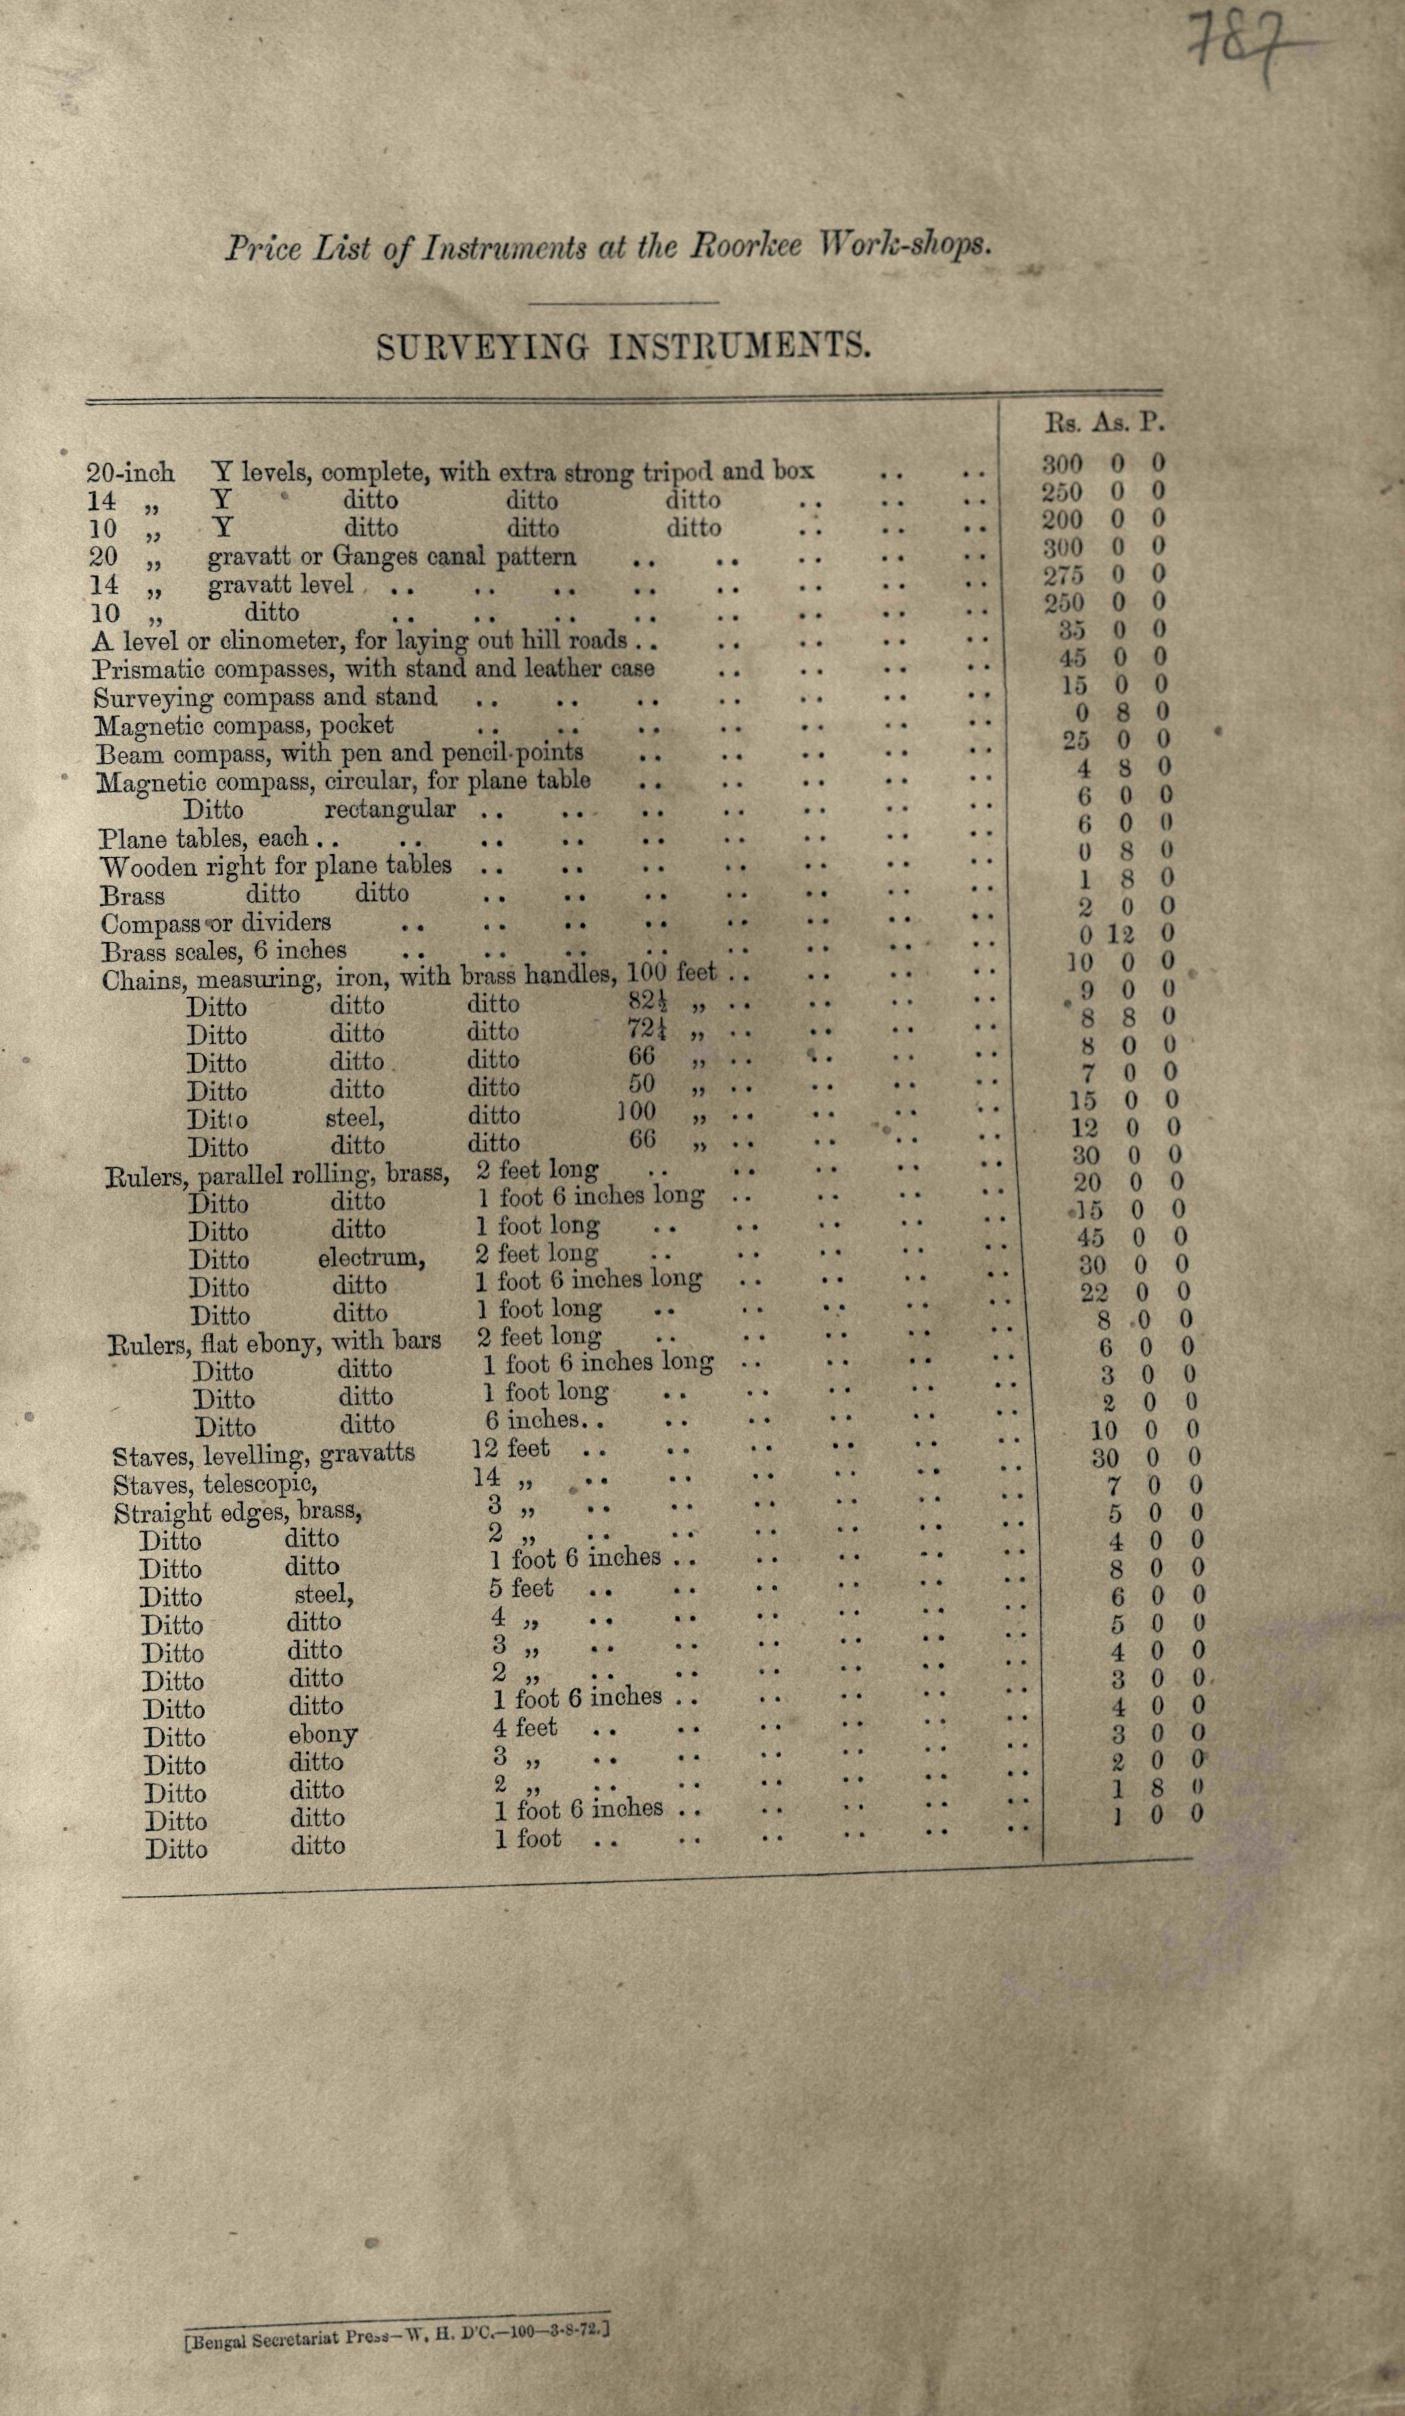 787
Price List of Instruments at the Roorkee Work-shops.
SURVEYING INSTRUMENTS.
Rs. As. P.
20-inch Y levels, complete, with extra strong tripod and box .. .. 300 0 0
14 „ Y ditto ditto ditto .. .. .. 250 0 0
10 „ Y ditto ditto ditto .. .. .. 200 0 0
20 „ gravatt or Ganges canal pattern .. .. .. .. .. 300 0 0
14 „ gravatt level .. .. .. .. .. .. .. .. 275 0 0
10 „ ditto .. .. .. .. .. .. .. .. 250 0 0
A level or clinometer, for laying out hill roads .. .. .. .. .. 35 0 0
Prismatic compasses, with stand and leather case .. .. .. .. 45 0 0
Surveying compass and stand .. .. .. .. .. .. .. 15 0 0
Magnetic compass, pocket .. .. .. .. .. .. .. 0 8 0
Beam compass, with pen and pencil-points .. .. .. .. .. 25 0 0
Magnetic compass, circular, for plane table .. .. .. .. .. 4 8 0
Ditto rectangular .. .. .. .. .. .. .. 6 0 0
Plane tables, each .. .. .. .. .. .. .. .. .. 6 0 0
Wooden right for plane tables .. .. .. .. .. .. .. 0 8 0
Brass ditto ditto .. .. .. .. .. .. .. 1 8 0
Compass or dividers .. .. .. .. .. .. .. .. 2 0 0
Brass scales, 6 inches .. .. .. .. .. .. .. .. 0 12 0
Chains, measuring, iron, with brass handles, 100 feet .. .. .. .. 10 0 0
Ditto ditto ditto 82½ „ .. .. .. .. 9 0 0
Ditto ditto ditto 72½ „ .. .. .. .. 8 8 0
Ditto ditto ditto 66 „ .. .. .. .. 8 0 0
Ditto ditto ditto 50 „ .. .. .. .. 7 0 0
Ditto steel, ditto 100 „ .. .. .. .. 15 0 0
Ditto ditto ditto 66 „ .. .. .. .. 12 0 0
Rulers, parallel rolling, brass, 2 feet long .. .. .. .. .. 30 0 0
Ditto ditto 1 foot 6 inches long .. .. .. .. 20 0 0
Ditto ditto 1 foot long .. .. .. .. .. 15 0 0
Ditto electrum, 2 feet long .. .. .. .. .. 45 0 0
Ditto ditto 1 foot 6 inches long .. .. .. .. 30 0 0
Ditto ditto 1 foot long .. .. .. .. .. 22 0 0
Rulers, flat ebony, with bars 2 feet long .. .. .. .. .. 8 0 0
Ditto ditto 1 foot 6 inches long .. .. .. .. 6 0 0
Ditto ditto 1 foot long .. .. .. .. .. 3 0 0
Ditto ditto 6 inches .. .. .. .. .. .. 2 0 0
Staves, levelling, gravatts 12 feet .. .. .. .. .. .. 10 0 0
Staves, telescopic, 14 „ .. .. .. .. .. .. 30 0 0
Straight edges, brass, 3 „ .. .. .. .. .. .. 7 0 0
Ditto ditto 2 „ .. .. .. .. .. .. 5 0 0
Ditto ditto 1 foot 6 inches .. .. .. .. .. 4 0 0
Ditto steel, 5 feet .. .. .. .. .. .. 8 0 0
Ditto ditto 4 „ .. .. .. .. .. .. 6 0 0
Ditto ditto 3 „ .. .. .. .. .. .. 5 0 0
Ditto ditto 2 „ .. .. .. .. .. .. 4 0 0
Ditto ditto 1 foot 6 inches .. .. .. .. .. 3 0 0
Ditto ebony 4 feet .. .. .. .. .. .. 4 0 0
Ditto ditto 3 „ .. .. .. .. .. .. 3 0 0
Ditto ditto 2 „ .. .. .. .. .. .. 2 0 0
Ditto ditto 1 foot 6 inches .. .. .. .. .. 1 8 0
Ditto ditto 1 foot .. .. .. .. .. .. 1 0 0
[Bengal Secretariat Press—W. H. D'C.—100—3-8-72.]